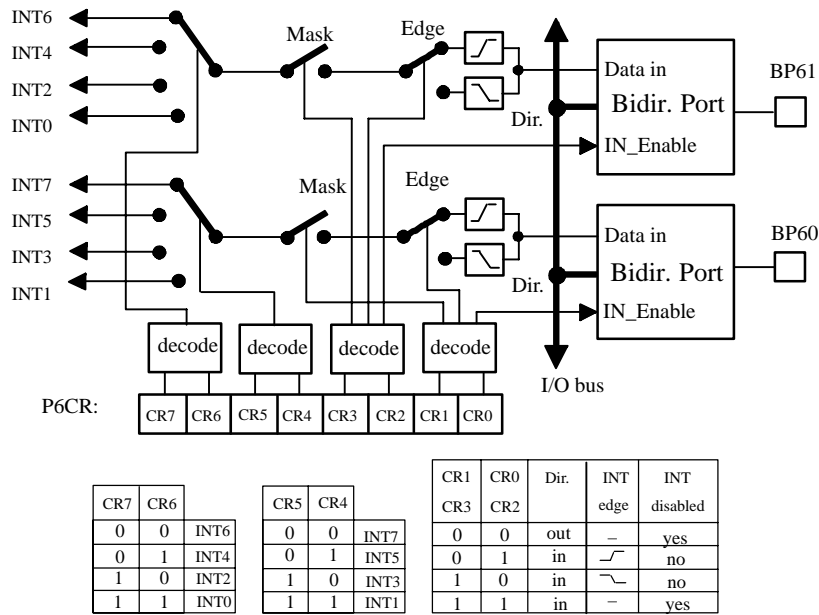 INT6
INT4
INT2
INT0
Mask
Edge
Dir.
Data in
Bidir. Port
IN_Enable
BP61
INT7
INT5
INT3
INT1
Mask
Edge
Dir.
Data in
Bidir. Port
IN_Enable
BP60
decode decode decode decode
I/O bus
P6CR: CR7 CR6 CR5 CR4 CR3 CR2 CR1 CR0
CR7 CR6
0 0 INT6
0 1 INT4
1 0 INT2
1 1 INT0
CR5 CR4
0 0 INT7
0 1 INT5
1 0 INT3
1 1 INT1
CR1 CR0 Dir. INT INT
CR3 CR2 edge disabled
0 0 out – yes
0 1 in no
1 0 in no
1 1 in – yes